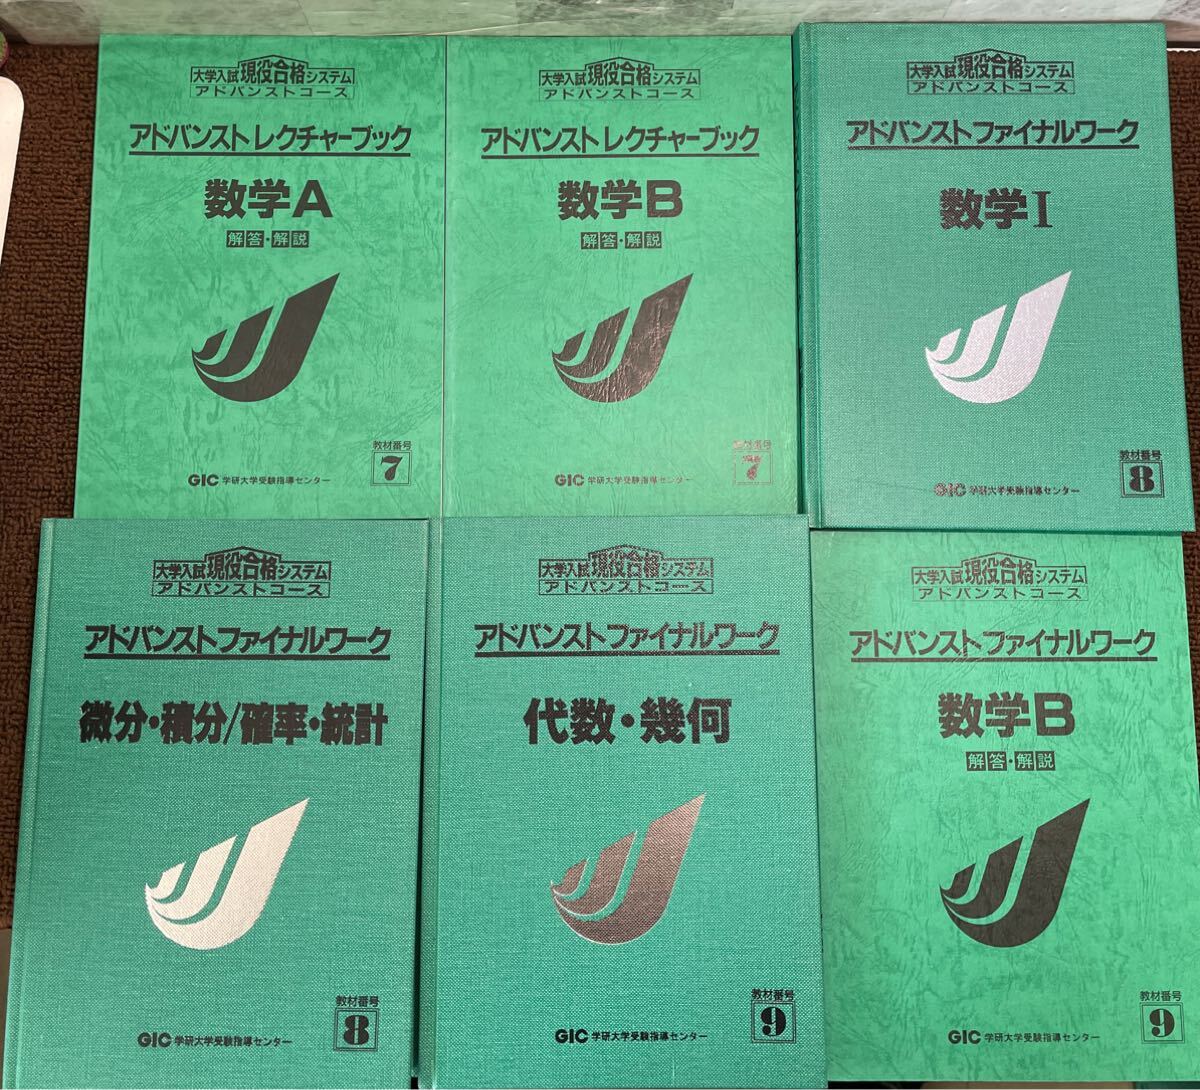 大学入試現役合格システム
アドバンストコース
アドバンストレクチャーブック
数学A
解答・解説
教材番号
7
GIC 学研大学受験指導センター
大学入試現役合格システム
アドバンストコース
アドバンストレクチャーブック
数学B
解答・解説
教材番号
7
GIC 学研大学受験指導センター
大学入試現役合格システム
アドバンストコース
アドバンストファイナルワーク
数学I
教材番号
8
GIC 学研大学受験指導センター
大学入試現役合格システム
アドバンストコース
アドバンストファイナルワーク
微分・積分/確率・統計
教材番号
8
GIC 学研大学受験指導センター
大学入試現役合格システム
アドバンストコース
アドバンストファイナルワーク
代数・幾何
教材番号
9
GIC 学研大学受験指導センター
大学入試現役合格システム
アドバンストコース
アドバンストファイナルワーク
数学B
解答・解説
教材番号
9
GIC 学研大学受験指導センター